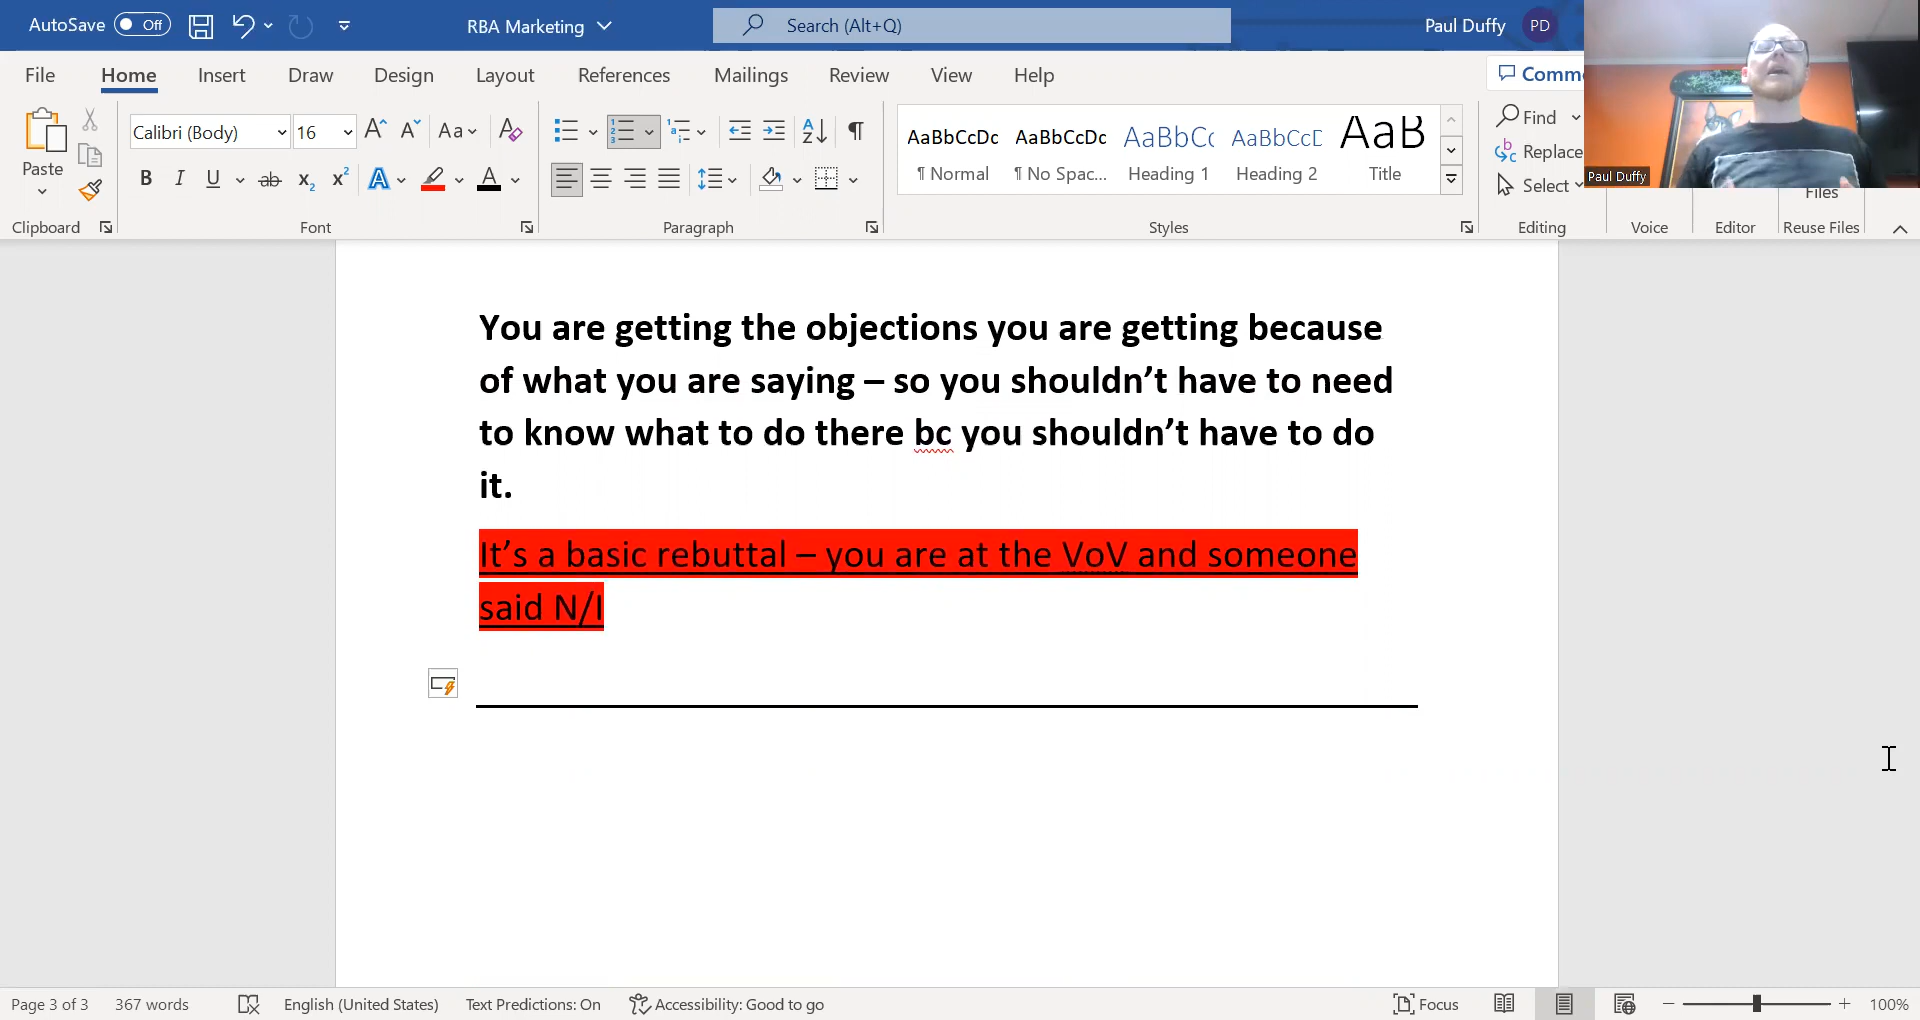 AutoSave Off
RBA Marketing
Search (Alt+Q)
Paul Duffy PD
File Home Insert Draw Design Layout References Mailings Review View Help
Paste
Clipboard
Calibri (Body) 16
Aa
B I U ab x2 x2 A A
Font
Paragraph
AaBbCcDc AaBbCcDc AaBbC AaBbCcD AaB
¶ Normal ¶ No Spac... Heading 1 Heading 2 Title
Styles
Find
Replace
Select
Editing
Voice
Editor
Files
Reuse Files
Paul Duffy
You are getting the objections you are getting because
of what you are saying – so you shouldn’t have to need
to know what to do there bc you shouldn’t have to do
it.
It’s a basic rebuttal – you are at the VoV and someone
said N/I
Page 3 of 3 367 words English (United States) Text Predictions: On Accessibility: Good to go Focus 100%